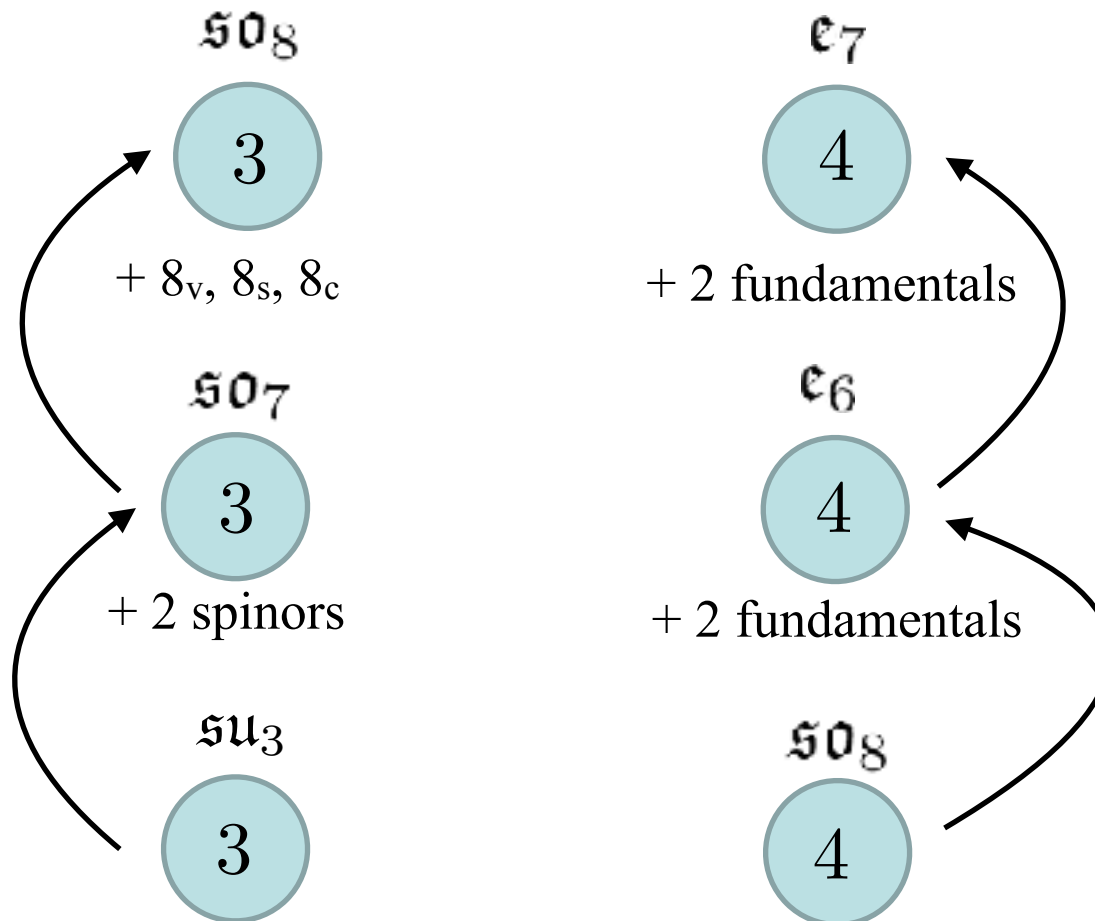 𝔰𝔬₈
3
+ 8ᵥ, 8ₛ, 8_c
𝔰𝔬₇
3
+ 2 spinors
𝔰𝔲₃
3
𝔢₇
4
+ 2 fundamentals
𝔢₆
4
+ 2 fundamentals
𝔰𝔬₈
4